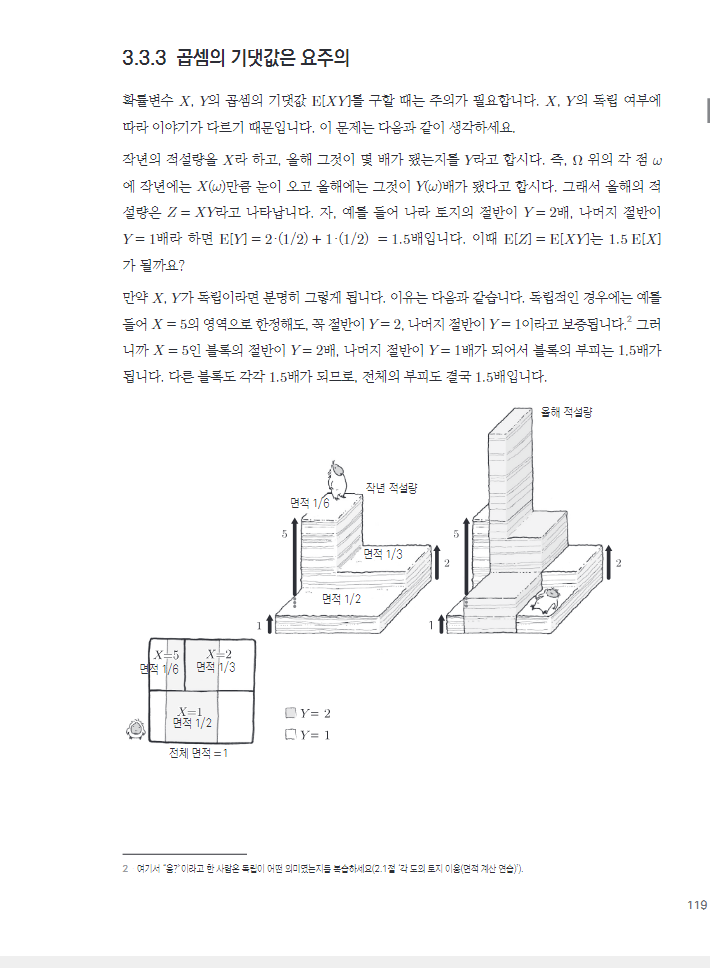 3.3.3 곱셈의 기댓값은 요주의
확률변수 X, Y의 곱셈의 기댓값 E[XY]를 구할 때는 주의가 필요합니다. X, Y의 독립 여부에
따라 이야기가 다르기 때문입니다. 이 문제는 다음과 같이 생각하세요.
작년의 적설량을 X라 하고, 올해 그것이 몇 배가 됐는지를 Y라고 합시다. 즉, Ω 위의 각 점 ω
에 작년에는 X(ω)만큼 눈이 오고 올해에는 그것이 Y(ω)배가 됐다고 합시다. 그래서 올해의 적
설량은 Z = XY라고 나타납니다. 자, 예를 들어 나라 토지의 절반이 Y = 2배, 나머지 절반이
Y = 1배라 하면 E[Y] = 2·(1/2) + 1·(1/2) = 1.5배입니다. 이때 E[Z] = E[XY]는 1.5 E[X]
가 될까요?
만약 X, Y가 독립이라면 분명히 그렇게 됩니다. 이유는 다음과 같습니다. 독립적인 경우에는 예를
들어 X = 5의 영역으로 한정해도, 꼭 절반이 Y = 2, 나머지 절반이 Y = 1이라고 보증됩니다.2 그러
니까 X = 5인 블록의 절반이 Y = 2배, 나머지 절반이 Y = 1배가 되어서 블록의 부피는 1.5배가
됩니다. 다른 블록도 각각 1.5배가 되므로, 전체의 부피도 결국 1.5배입니다.
올해 적설량
작년 적설량
면적 1/6
5
면적 1/3
2
면적 1/2
1
5
2
1
X=5
면적 1/6
X=2
면적 1/3
X=1
면적 1/2
Y = 2
Y = 1
전체 면적 = 1
2 여기서 "응?"이라고 한 사람은 독립이 어떤 의미였는지를 복습하세요(2.1절 '각 도의 토지 이용(면적 계산 연습)').
119